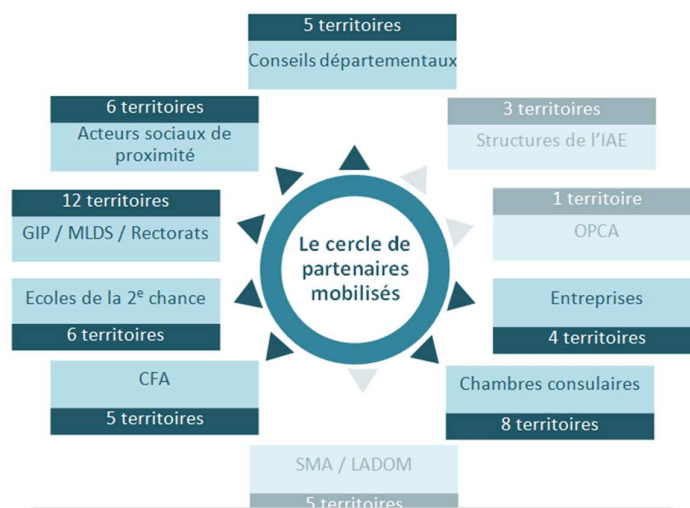 5 territoires
Conseils départementaux
6 territoires
Acteurs sociaux de
proximité
3 territoires
Structures de l'IAE
12 territoires
GIP / MLDS / Rectorats
1 territoire
OPCA
Le cercle de
partenaires
mobilisés
Ecoles de la 2e chance
6 territoires
Entreprises
4 territoires
CFA
5 territoires
Chambres consulaires
8 territoires
SMA / LADOM
5 territoires